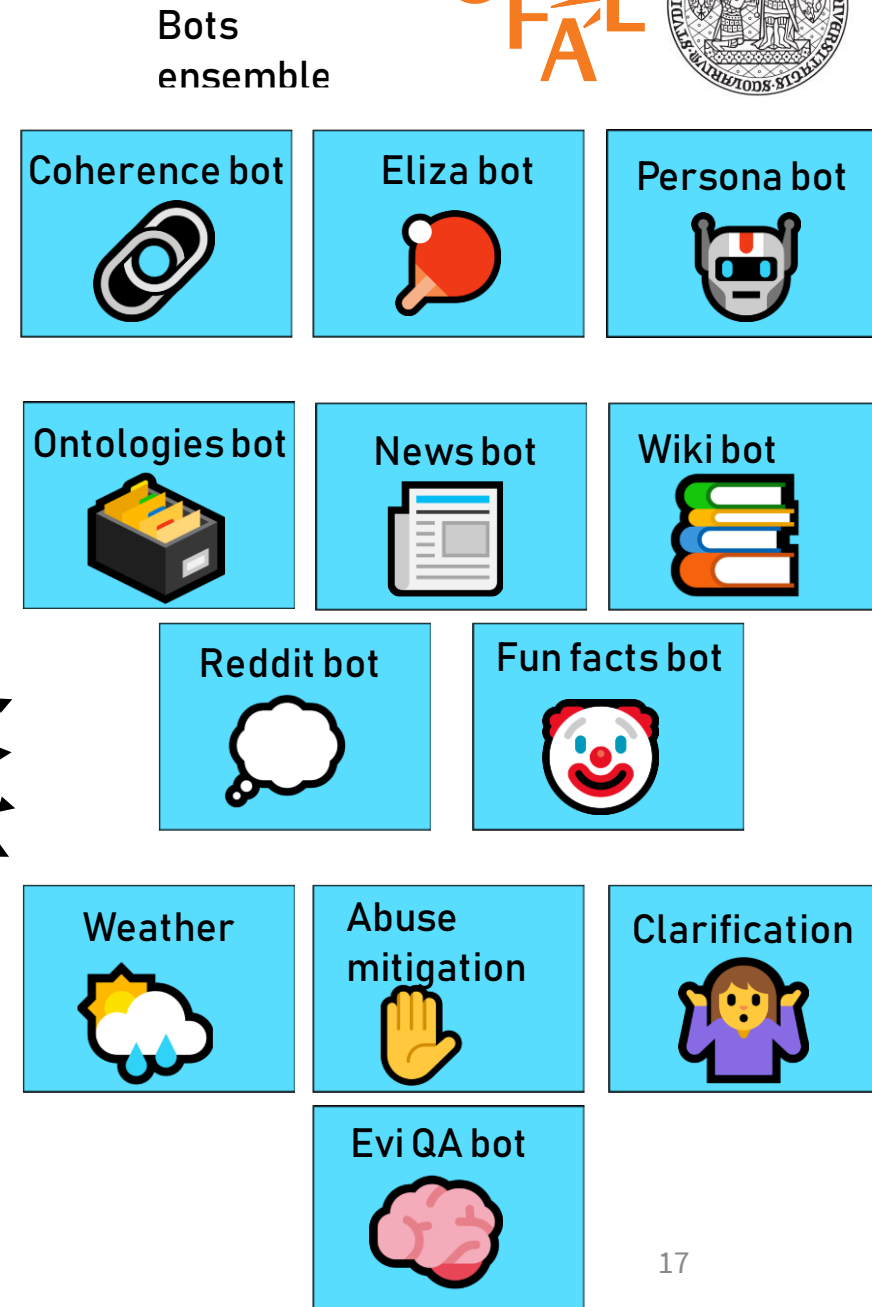 Bots
ensemble
FAL
Coherence bot
Eliza bot
Persona bot
Ontologies bot
News bot
Wiki bot
Reddit bot
Fun facts bot
Weather
Abuse
mitigation
Clarification
Evi QA bot
17